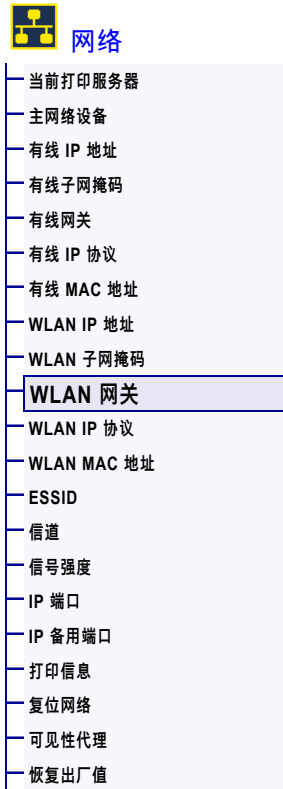 网络
当前打印服务器
主网络设备
有线 IP 地址
有线子网掩码
有线网关
有线 IP 协议
有线 MAC 地址
WLAN IP 地址
WLAN 子网掩码
WLAN 网关
WLAN IP 协议
WLAN MAC 地址
ESSID
信道
信号强度
IP 端口
IP 备用端口
打印信息
复位网络
可见性代理
恢复出厂值